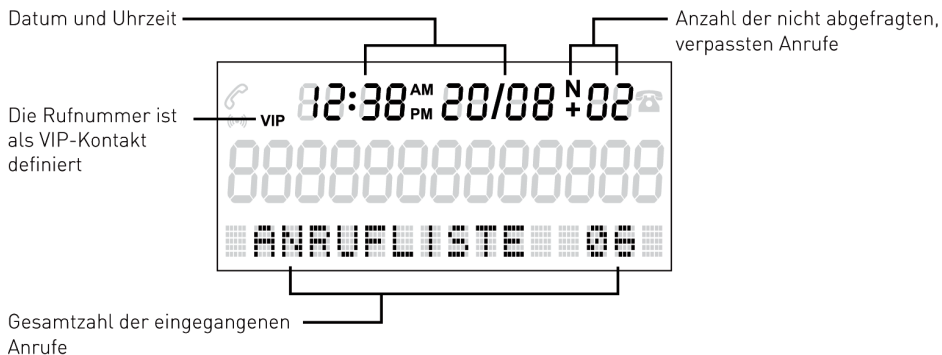 Datum und Uhrzeit
Anzahl der nicht abgefragten,
verpassten Anrufe
Die Rufnummer ist
als VIP-Kontakt
definiert
VIP 12:38 AM PM 20/08 N + 02
ANRUFLISTE 06
Gesamtzahl der eingegangenen
Anrufe